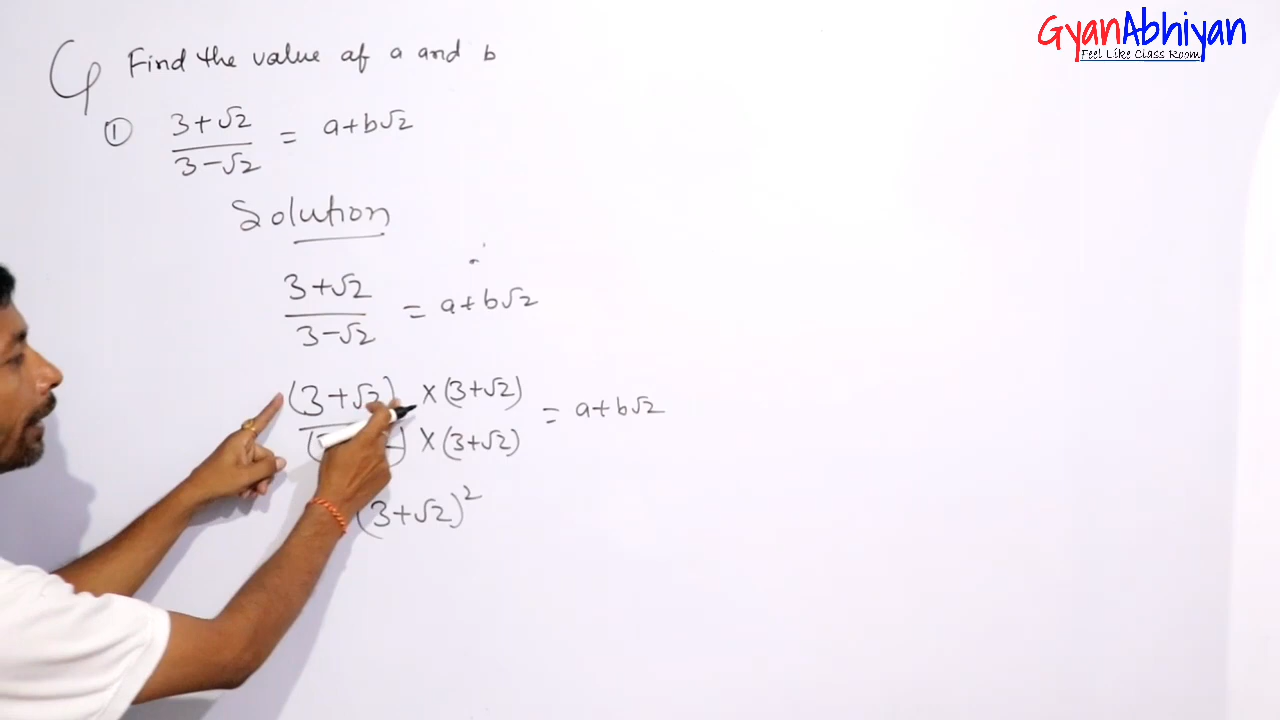 GyanAbhiyan
Feel Like Class Room
Q Find the value of a and b
① 3+√2 / 3-√2 = a+b√2
Solution
3+√2 / 3-√2 = a+b√2
(3+√2) × (3+√2) / × (3+√2) = a+b√2
(3+√2)²